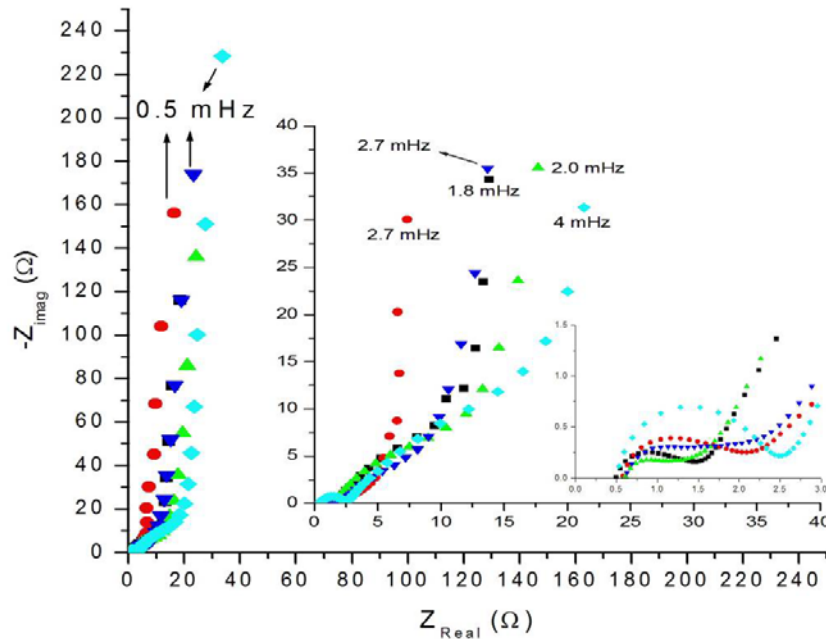 240
220
200
180
160
140
120
100
80
60
40
20
0
-Z imag (Ω)
0.5 mHz
40
35
30
25
20
15
10
5
0
2.7 mHz
1.8 mHz
2.0 mHz
2.7 mHz
4 mHz
1.5
1.0
0.5
0.0
0.0 0.5 1.0 1.5 2.0 2.5 3.0
0 5 10 15 20 25 30 35 40
0 20 40 60 80 100 120 140 160 180 200 220 240
Z Real (Ω)